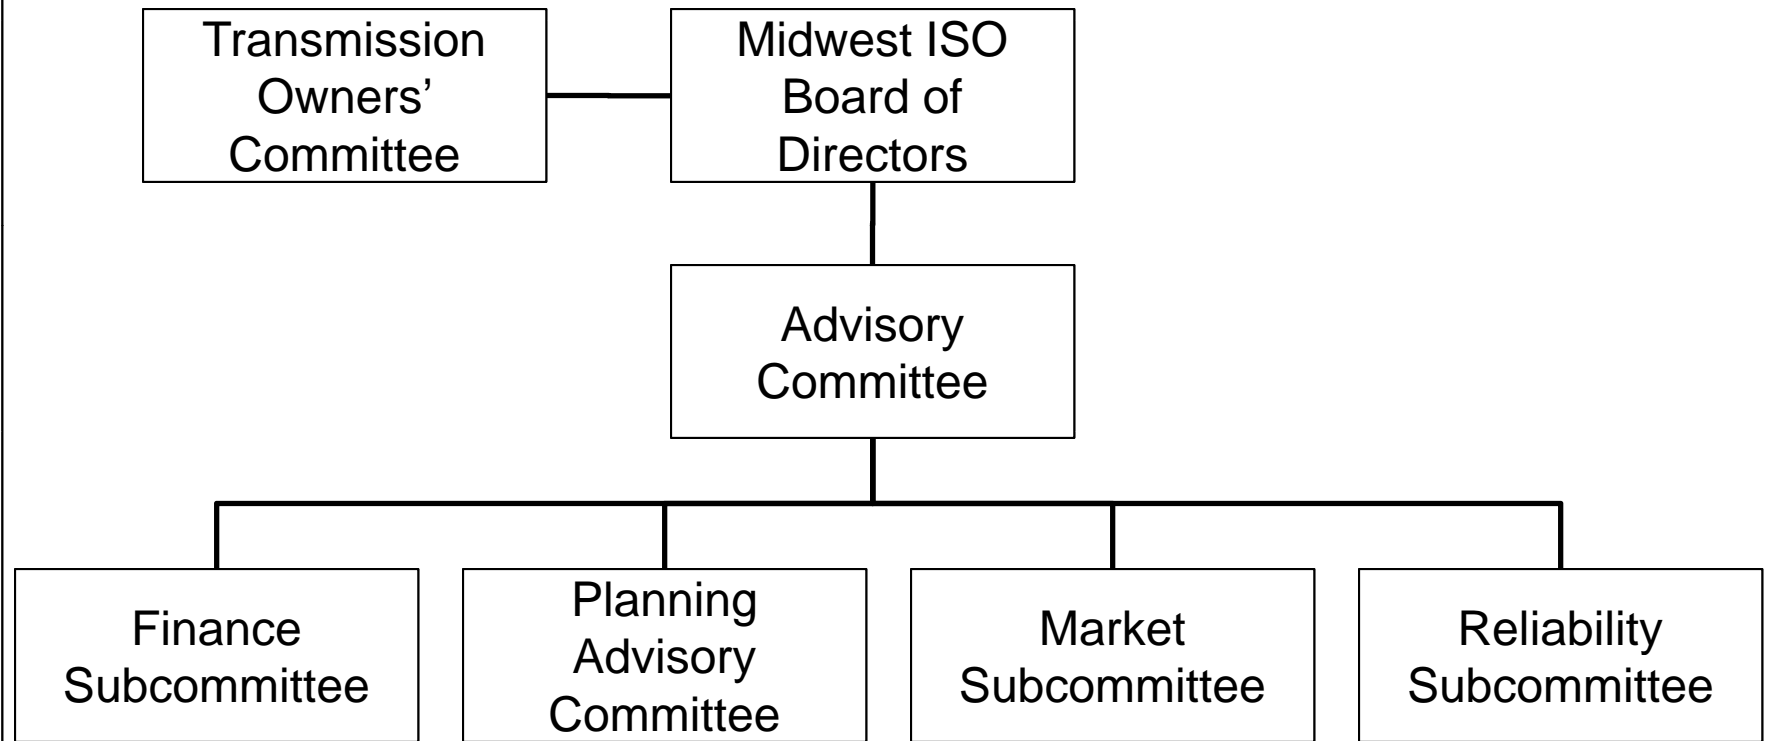 Transmission
Owners’
Committee
Midwest ISO
Board of
Directors
Advisory
Committee
Finance
Subcommittee
Planning
Advisory
Committee
Market
Subcommittee
Reliability
Subcommittee